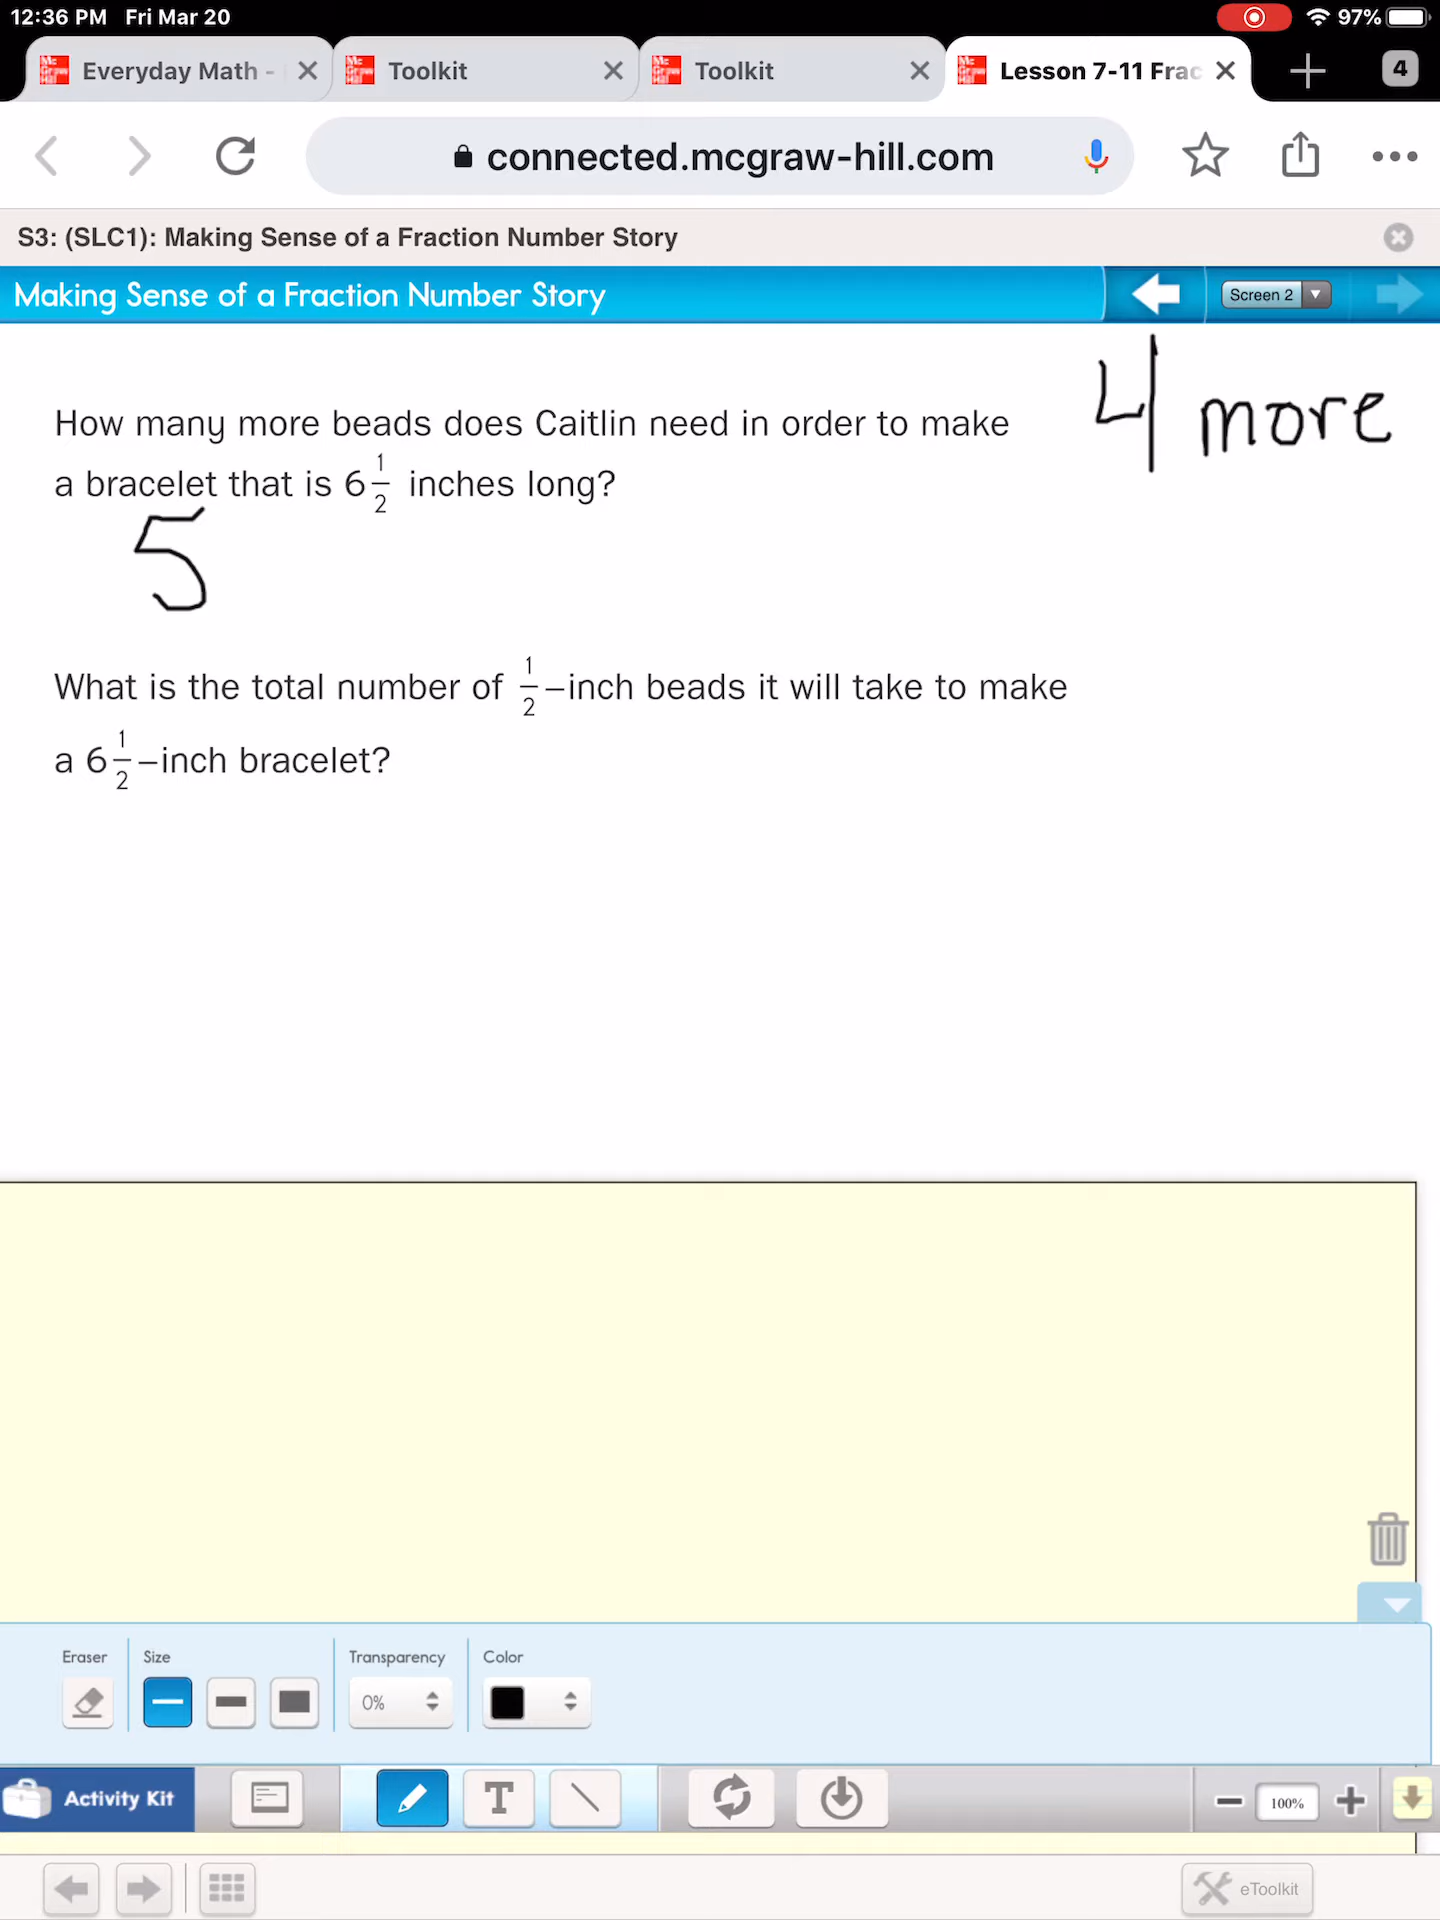 12:36 PM Fri Mar 20 97%
Everyday Math - Toolkit Toolkit Lesson 7-11 Frac 4
connected.mcgraw-hill.com
S3: (SLC1): Making Sense of a Fraction Number Story
Making Sense of a Fraction Number Story Screen 2
4 more
How many more beads does Caitlin need in order to make
a bracelet that is 6 1/2 inches long?
5
What is the total number of 1/2 –inch beads it will take to make
a 6 1/2 –inch bracelet?
Eraser Size Transparency Color
0%
Activity Kit T 100%
eToolkit